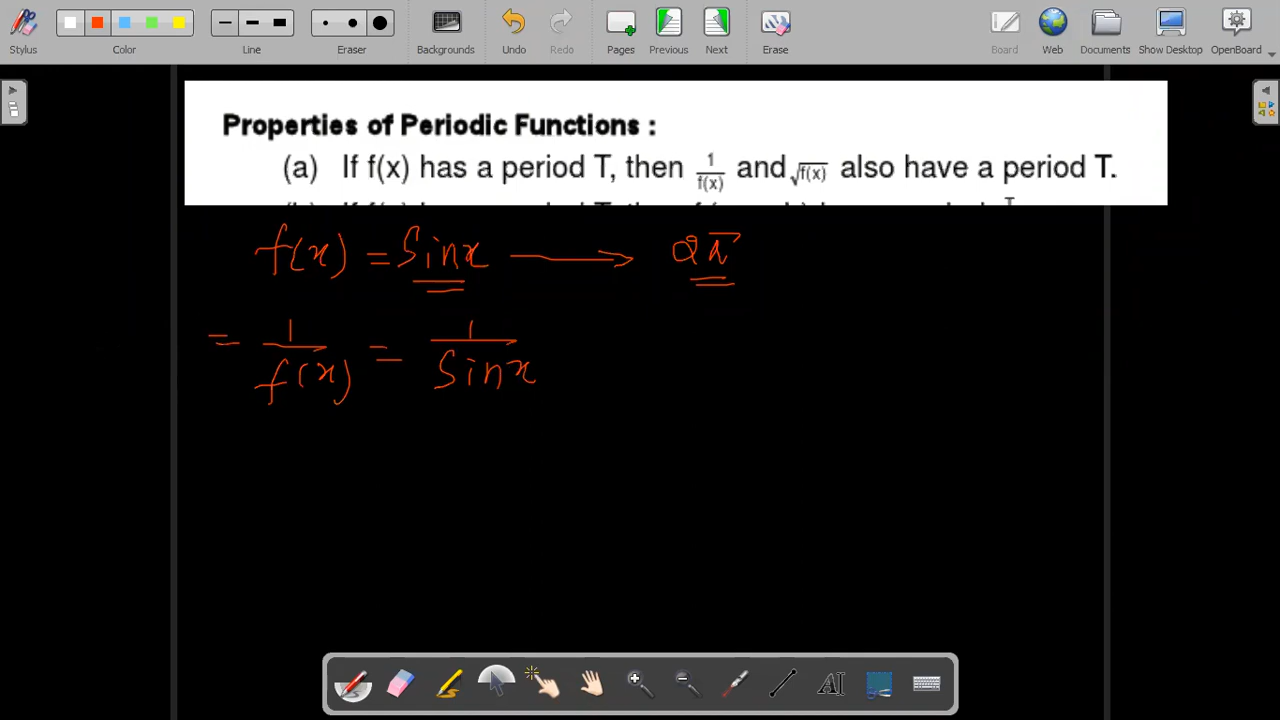 Stylus Color Line Eraser Backgrounds Undo Redo Pages Previous Next Erase Board Web Documents Show Desktop OpenBoard
Properties of Periodic Functions :
(a) If f(x) has a period T, then 1/f(x) and √f(x) also have a period T.
f(x) = Sinx ⟶ 2π
= 1/f(x) = 1/Sinx